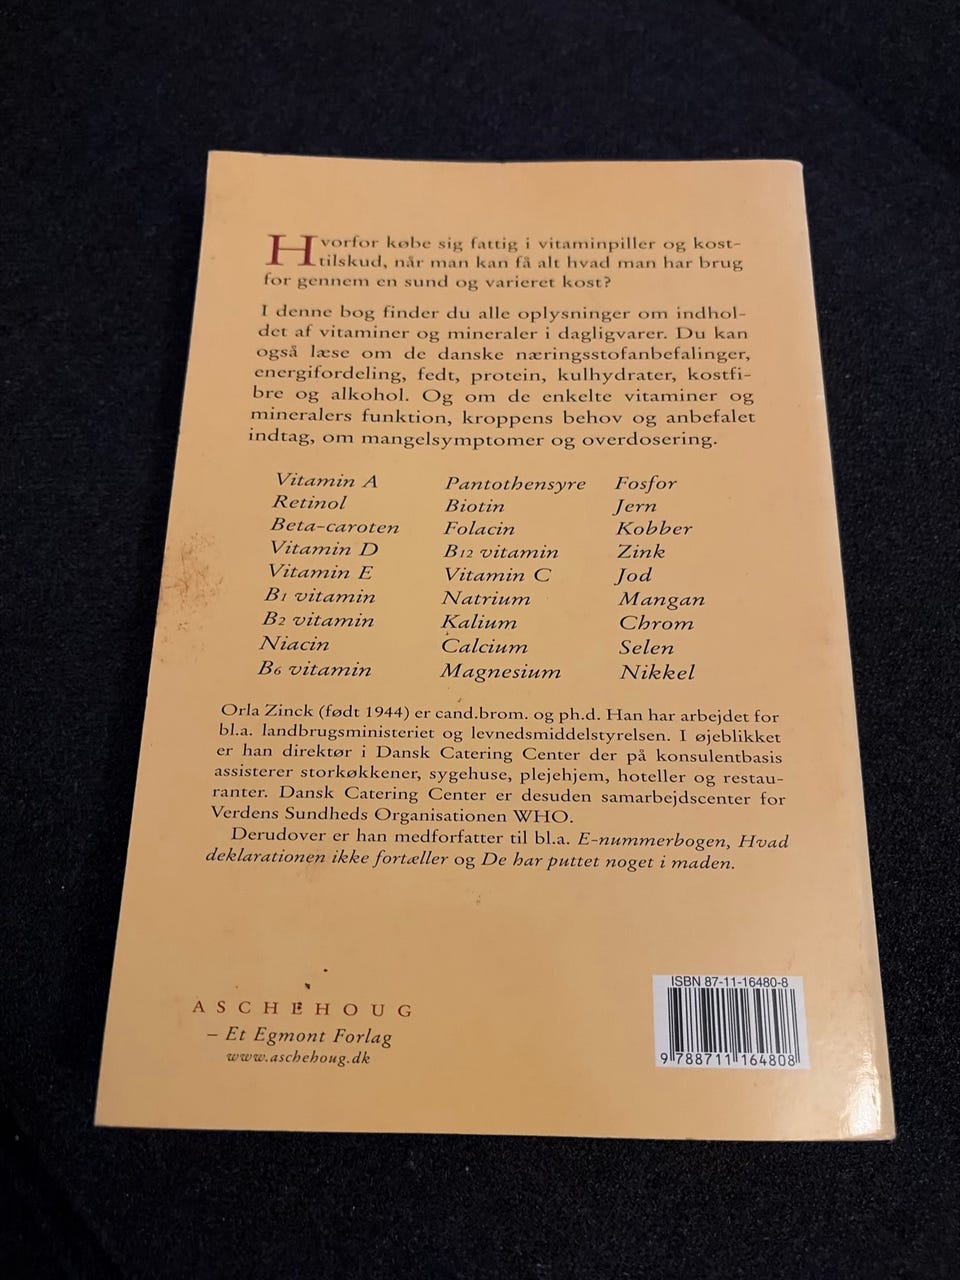 Hvorfor købe sig fattig i vitaminpiller og kost-
tilskud, når man kan få alt hvad man har brug
for gennem en sund og varieret kost?
I denne bog finder du alle oplysninger om indhol-
det af vitaminer og mineraler i dagligvarer. Du kan
også læse om de danske næringsstofanbefalinger,
energifordeling, fedt, protein, kulhydrater, kostfi-
bre og alkohol. Og om de enkelte vitaminer og
mineralers funktion, kroppens behov og anbefalet
indtag, om mangelsymptomer og overdosering.
Vitamin A
Retinol
Beta-caroten
Vitamin D
Vitamin E
B1 vitamin
B2 vitamin
Niacin
B6 vitamin
Pantothensyre
Biotin
Folacin
B12 vitamin
Vitamin C
Natrium
Kalium
Calcium
Magnesium
Fosfor
Jern
Kobber
Zink
Jod
Mangan
Chrom
Selen
Nikkel
Orla Zinck (født 1944) er cand.brom. og ph.d. Han har arbejdet for
bl.a. landbrugsministeriet og levnedsmiddelstyrelsen. I øjeblikket
er han direktør i Dansk Catering Center der på konsulentbasis
assisterer storkøkkener, sygehuse, plejehjem, hoteller og restau-
ranter. Dansk Catering Center er desuden samarbejdscenter for
Verdens Sundheds Organisationen WHO.
Derudover er han medforfatter til bl.a. E-nummerbogen, Hvad
deklarationen ikke fortæller og De har puttet noget i maden.
ASCHEHOUG
– Et Egmont Forlag
www.aschehoug.dk
ISBN 87-11-16480-8
9 788711 164808